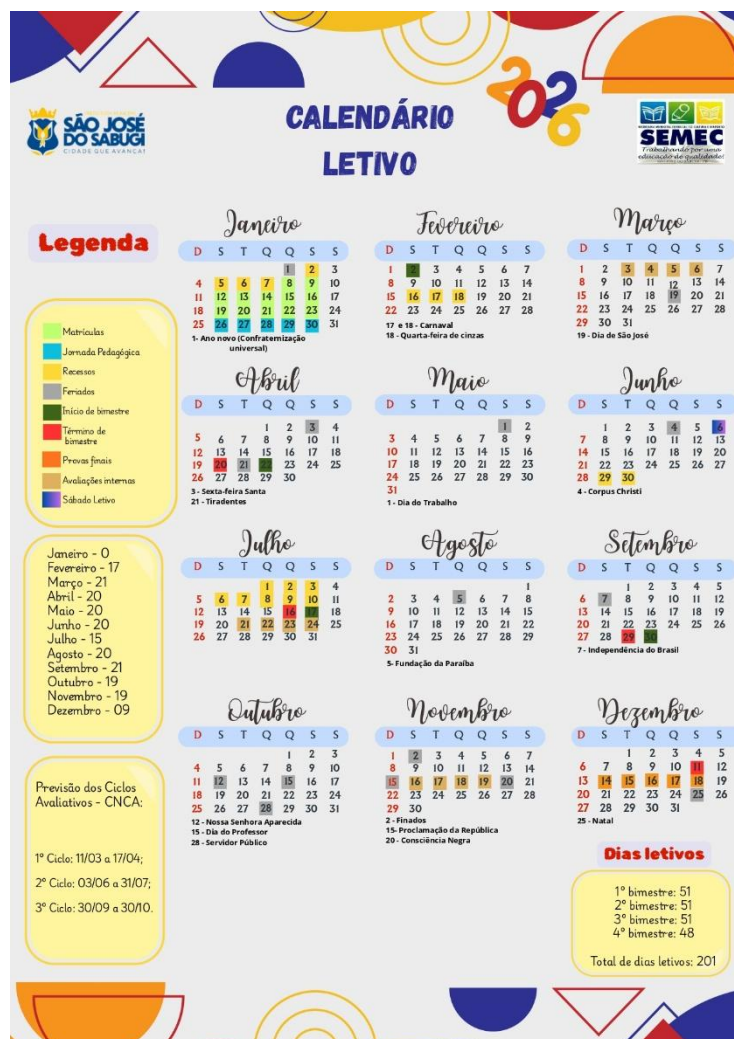 2026
SÃO JOSÉ
DO SABUGI
CIDADE QUE AVANÇA!
CALENDÁRIO
LETIVO
SEMEC
Trabalhando por uma
educação de qualidade!
Legenda
Matrículas
Jornada Pedagógica
Recessos
Feriados
Início de bimestre
Término de
bimestre
Provas finais
Avaliações internas
Sábado Letivo
Janeiro - 0
Fevereiro - 17
Março - 21
Abril - 20
Maio - 20
Junho - 20
Julho - 15
Agosto - 20
Setembro - 21
Outubro - 19
Novembro - 19
Dezembro - 09
Previsão dos Ciclos
Avaliativos - CNCA:
1º Ciclo: 11/03 a 17/04;
2º Ciclo: 03/06 a 31/07;
3º Ciclo: 30/09 a 30/10.
Janeiro
D S T Q Q S S
1 2 3
4 5 6 7 8 9 10
11 12 13 14 15 16 17
18 19 20 21 22 23 24
25 26 27 28 29 30 31
1- Ano novo (Confraternização
universal)
Fevereiro
D S T Q Q S S
1 2 3 4 5 6 7
8 9 10 11 12 13 14
15 16 17 18 19 20 21
22 23 24 25 26 27 28
17 e 18 - Carnaval
18 - Quarta-feira de cinzas
Março
D S T Q Q S S
1 2 3 4 5 6 7
8 9 10 11 12 13 14
15 16 17 18 19 20 21
22 23 24 25 26 27 28
29 30 31
19 - Dia de São José
Abril
D S T Q Q S S
1 2 3 4
5 6 7 8 9 10 11
12 13 14 15 16 17 18
19 20 21 22 23 24 25
26 27 28 29 30
3 - Sexta-feira Santa
21 - Tiradentes
Maio
D S T Q Q S S
1 2
3 4 5 6 7 8 9
10 11 12 13 14 15 16
17 18 19 20 21 22 23
24 25 26 27 28 29 30
31
1 - Dia do Trabalho
Junho
D S T Q Q S S
1 2 3 4 5 6
7 8 9 10 11 12 13
14 15 16 17 18 19 20
21 22 23 24 25 26 27
28 29 30
4 - Corpus Christi
Julho
D S T Q Q S S
1 2 3 4
5 6 7 8 9 10 11
12 13 14 15 16 17 18
19 20 21 22 23 24 25
26 27 28 29 30 31
Agosto
D S T Q Q S S
1
2 3 4 5 6 7 8
9 10 11 12 13 14 15
16 17 18 19 20 21 22
23 24 25 26 27 28 29
30 31
5- Fundação da Paraíba
Setembro
D S T Q Q S S
1 2 3 4 5
6 7 8 9 10 11 12
13 14 15 16 17 18 19
20 21 22 23 24 25 26
27 28 29 30
7 - Independência do Brasil
Outubro
D S T Q Q S S
1 2 3
4 5 6 7 8 9 10
11 12 13 14 15 16 17
18 19 20 21 22 23 24
25 26 27 28 29 30 31
12 - Nossa Senhora Aparecida
15 - Dia do Professor
28 - Servidor Público
Novembro
D S T Q Q S S
1 2 3 4 5 6 7
8 9 10 11 12 13 14
15 16 17 18 19 20 21
22 23 24 25 26 27 28
29 30
2 - Finados
15- Proclamação da República
20 - Consciência Negra
Dezembro
D S T Q Q S S
1 2 3 4 5
6 7 8 9 10 11 12
13 14 15 16 17 18 19
20 21 22 23 24 25 26
27 28 29 30 31
25 - Natal
Dias letivos
1º bimestre: 51
2º bimestre: 51
3º bimestre: 51
4º bimestre: 48
Total de dias letivos: 201